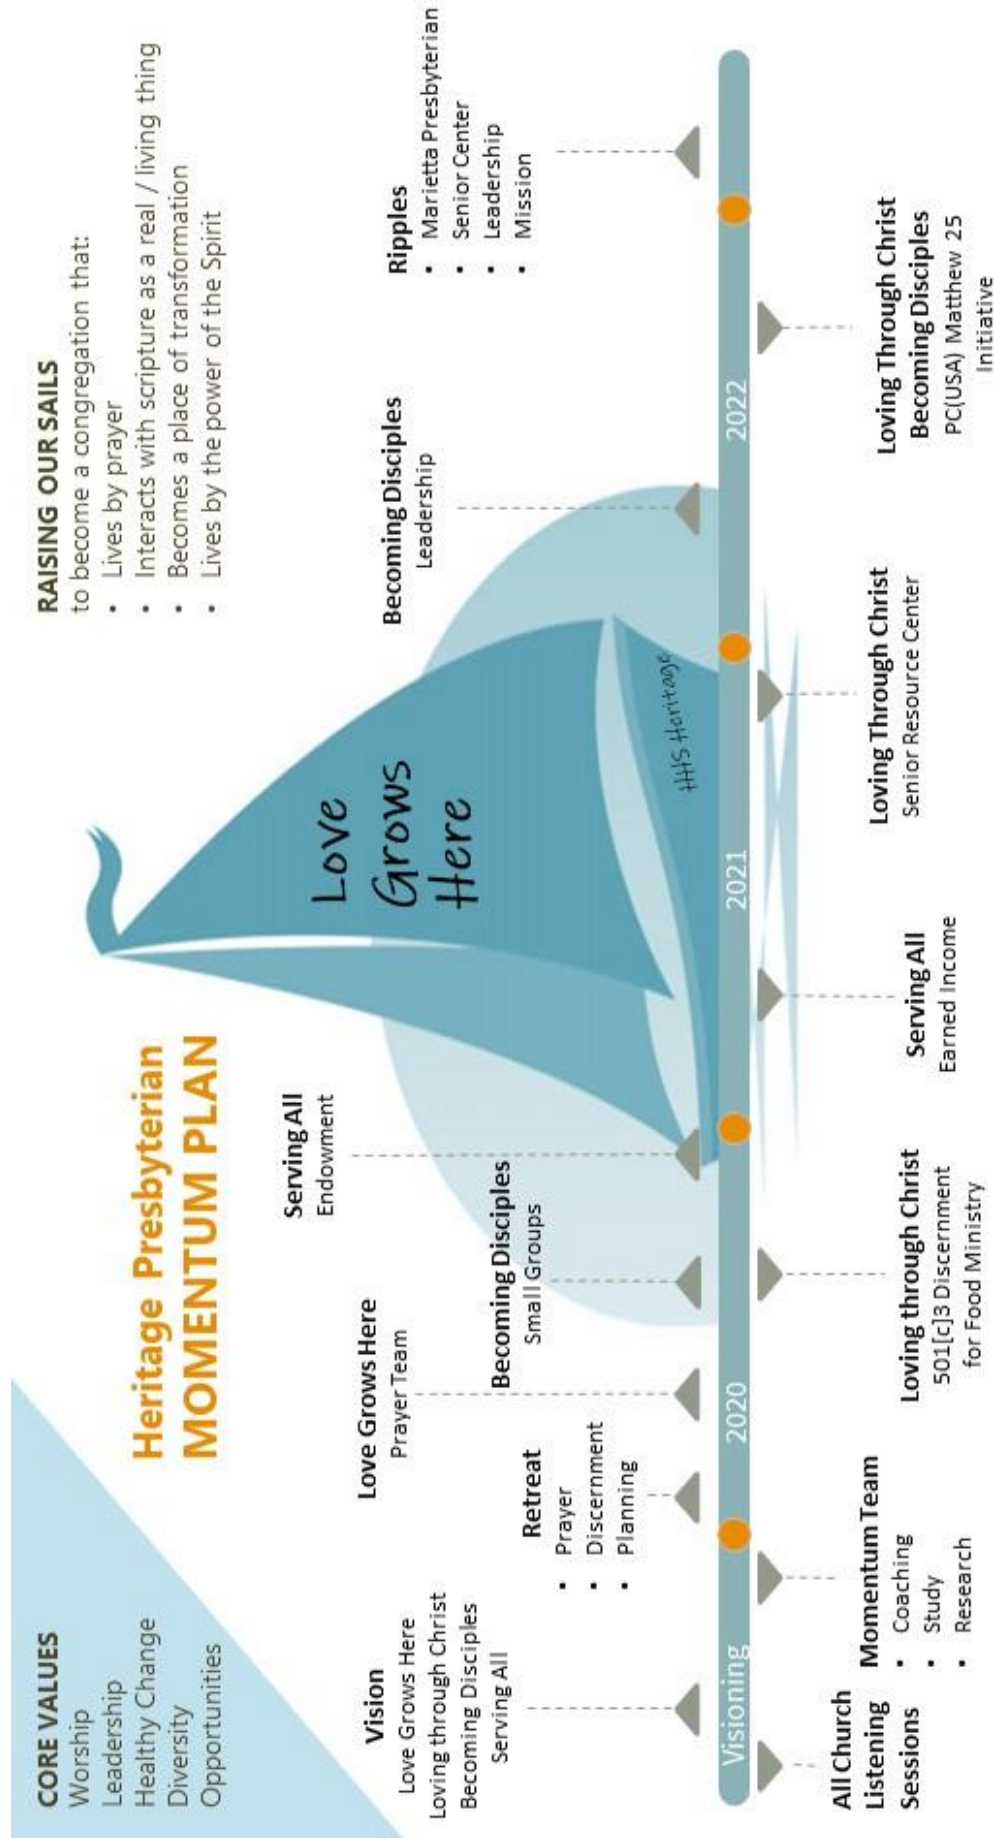 CORE VALUES
Worship
Leadership
Healthy Change
Diversity
Opportunities
Heritage Presbyterian
MOMENTUM PLAN
RAISING OUR SAILS
to become a congregation that:
• Lives by prayer
• Interacts with scripture as a real / living thing
• Becomes a place of transformation
• Lives by the power of the Spirit
Vision
Love Grows Here
Loving through Christ
Becoming Disciples
Serving All
Retreat
• Prayer
• Discernment
• Planning
Love Grows Here
Prayer Team
Becoming Disciples
Small Groups
Serving All
Endowment
Love
Grows
Here
HHS Heritage
Becoming Disciples
Leadership
Ripples
• Marietta Presbyterian
• Senior Center
• Leadership
• Mission
Visioning
2020
2021
2022
All Church
Listening
Sessions
Momentum Team
• Coaching
• Study
• Research
Loving through Christ
501[c]3 Discernment
for Food Ministry
Serving All
Earned Income
Loving Through Christ
Senior Resource Center
Loving Through Christ
Becoming Disciples
PC(USA) Matthew 25
Initiative